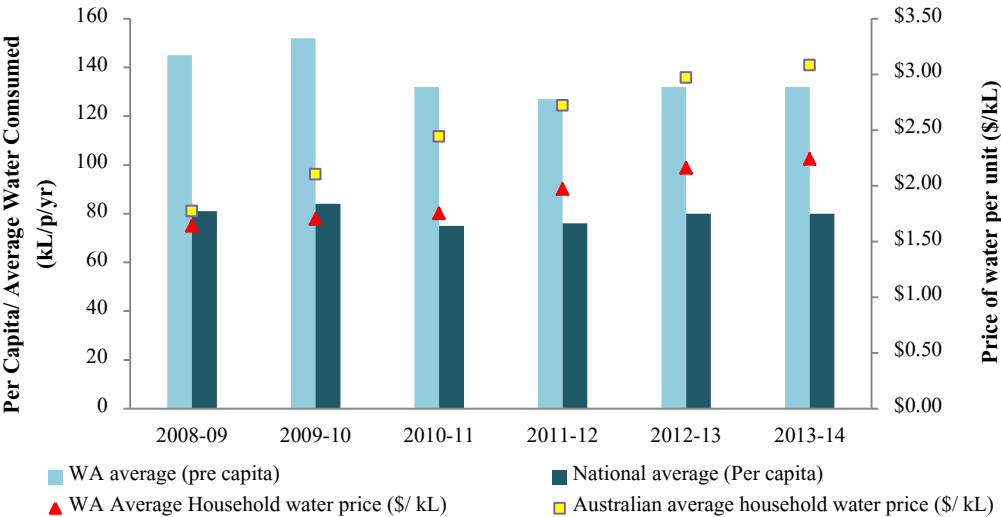 Per Capita/ Average Water Comsumed
(kL/p/yr)
160
140
120
100
80
60
40
20
0
$3.50
$3.00
$2.50
$2.00
$1.50
$1.00
$0.50
$0.00
Price of water per unit ($/kL)
2008-09 2009-10 2010-11 2011-12 2012-13 2013-14
WA average (pre capita) National average (Per capita)
WA Average Household water price ($/ kL) Australian average household water price ($/ kL)